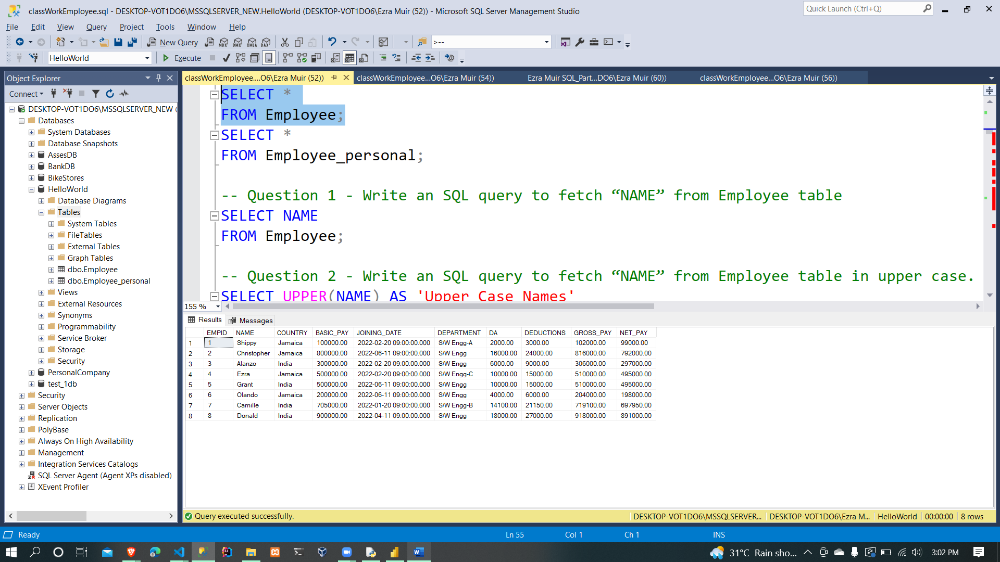 classWorkEmployee.sql - DESKTOP-VOT1DO6\MSSQLSERVER_NEW.HelloWorld (DESKTOP-VOT1DO6\Ezra Muir (52)) - Microsoft SQL Server Management Studio
Quick Launch (Ctrl+Q)
File Edit View Query Project Tools Window Help
New Query MDX DMX XMLA DAX >--
HelloWorld Execute
Object Explorer
classWorkEmployee....O6\Ezra Muir (52)) classWorkEmployee...O6\Ezra Muir (54)) Ezra Muir SQL_Part...DO6\Ezra Muir (60)) classWorkEmployee...O6\Ezra Muir (56))
Connect
DESKTOP-VOT1DO6\MSSQLSERVER_NEW (
Databases
System Databases
Database Snapshots
AssesDB
BankDB
BikeStores
HelloWorld
Database Diagrams
Tables
System Tables
FileTables
External Tables
Graph Tables
dbo.Employee
dbo.Employee_personal
Views
External Resources
Synonyms
Programmability
Service Broker
Storage
Security
PersonalCompany
test_1db
Security
Server Objects
Replication
PolyBase
Always On High Availability
Management
Integration Services Catalogs
SQL Server Agent (Agent XPs disabled)
XEvent Profiler
SELECT *
FROM Employee;
SELECT *
FROM Employee_personal;
-- Question 1 - Write an SQL query to fetch “NAME” from Employee table
SELECT NAME
FROM Employee;
-- Question 2 - Write an SQL query to fetch “NAME” from Employee table in upper case.
SELECT UPPER(NAME) AS 'Upper Case Names'
155 %
Results Messages
EMPID NAME COUNTRY BASIC_PAY JOINING_DATE DEPARTMENT DA DEDUCTIONS GROSS_PAY NET_PAY
1 1 Shippy Jamaica 100000.00 2022-02-20 09:00:00.000 S/W Engg-A 2000.00 3000.00 102000.00 99000.00
2 2 Christopher Jamaica 800000.00 2022-06-11 09:00:00.000 S/W Engg 16000.00 24000.00 816000.00 792000.00
3 3 Alanzo India 300000.00 2022-02-20 09:00:00.000 S/W Engg 6000.00 9000.00 306000.00 297000.00
4 4 Ezra Jamaica 500000.00 2022-02-20 09:00:00.000 S/W Engg-C 10000.00 15000.00 510000.00 495000.00
5 5 Grant India 500000.00 2022-06-11 09:00:00.000 S/W Engg 10000.00 15000.00 510000.00 495000.00
6 6 Olando Jamaica 200000.00 2022-06-11 09:00:00.000 S/W Engg 4000.00 6000.00 204000.00 198000.00
7 7 Camille India 705000.00 2022-01-20 09:00:00.000 S/W Engg-B 14100.00 21150.00 719100.00 697950.00
8 8 Donald India 900000.00 2022-04-11 09:00:00.000 S/W Engg 18000.00 27000.00 918000.00 891000.00
Query executed successfully. DESKTOP-VOT1DO6\MSSQLSERVER... DESKTOP-VOT1DO6\Ezra M... HelloWorld 00:00:00 8 rows
Ready Ln 55 Col 1 Ch 1 INS
31°C Rain sho... 3:02 PM